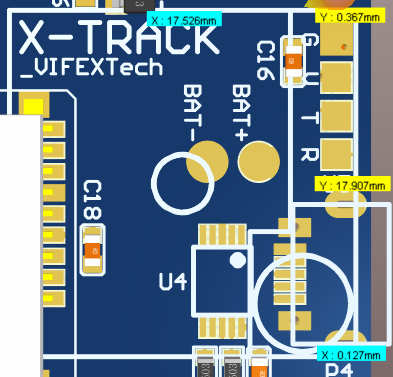 X : 17.526mm
Y : 0.367mm
X-TRACK
_VIFEXTech
C16
G
U
T
R
BAT-
BAT+
Y : 17.907mm
C18
U4
X : 0.127mm
P4